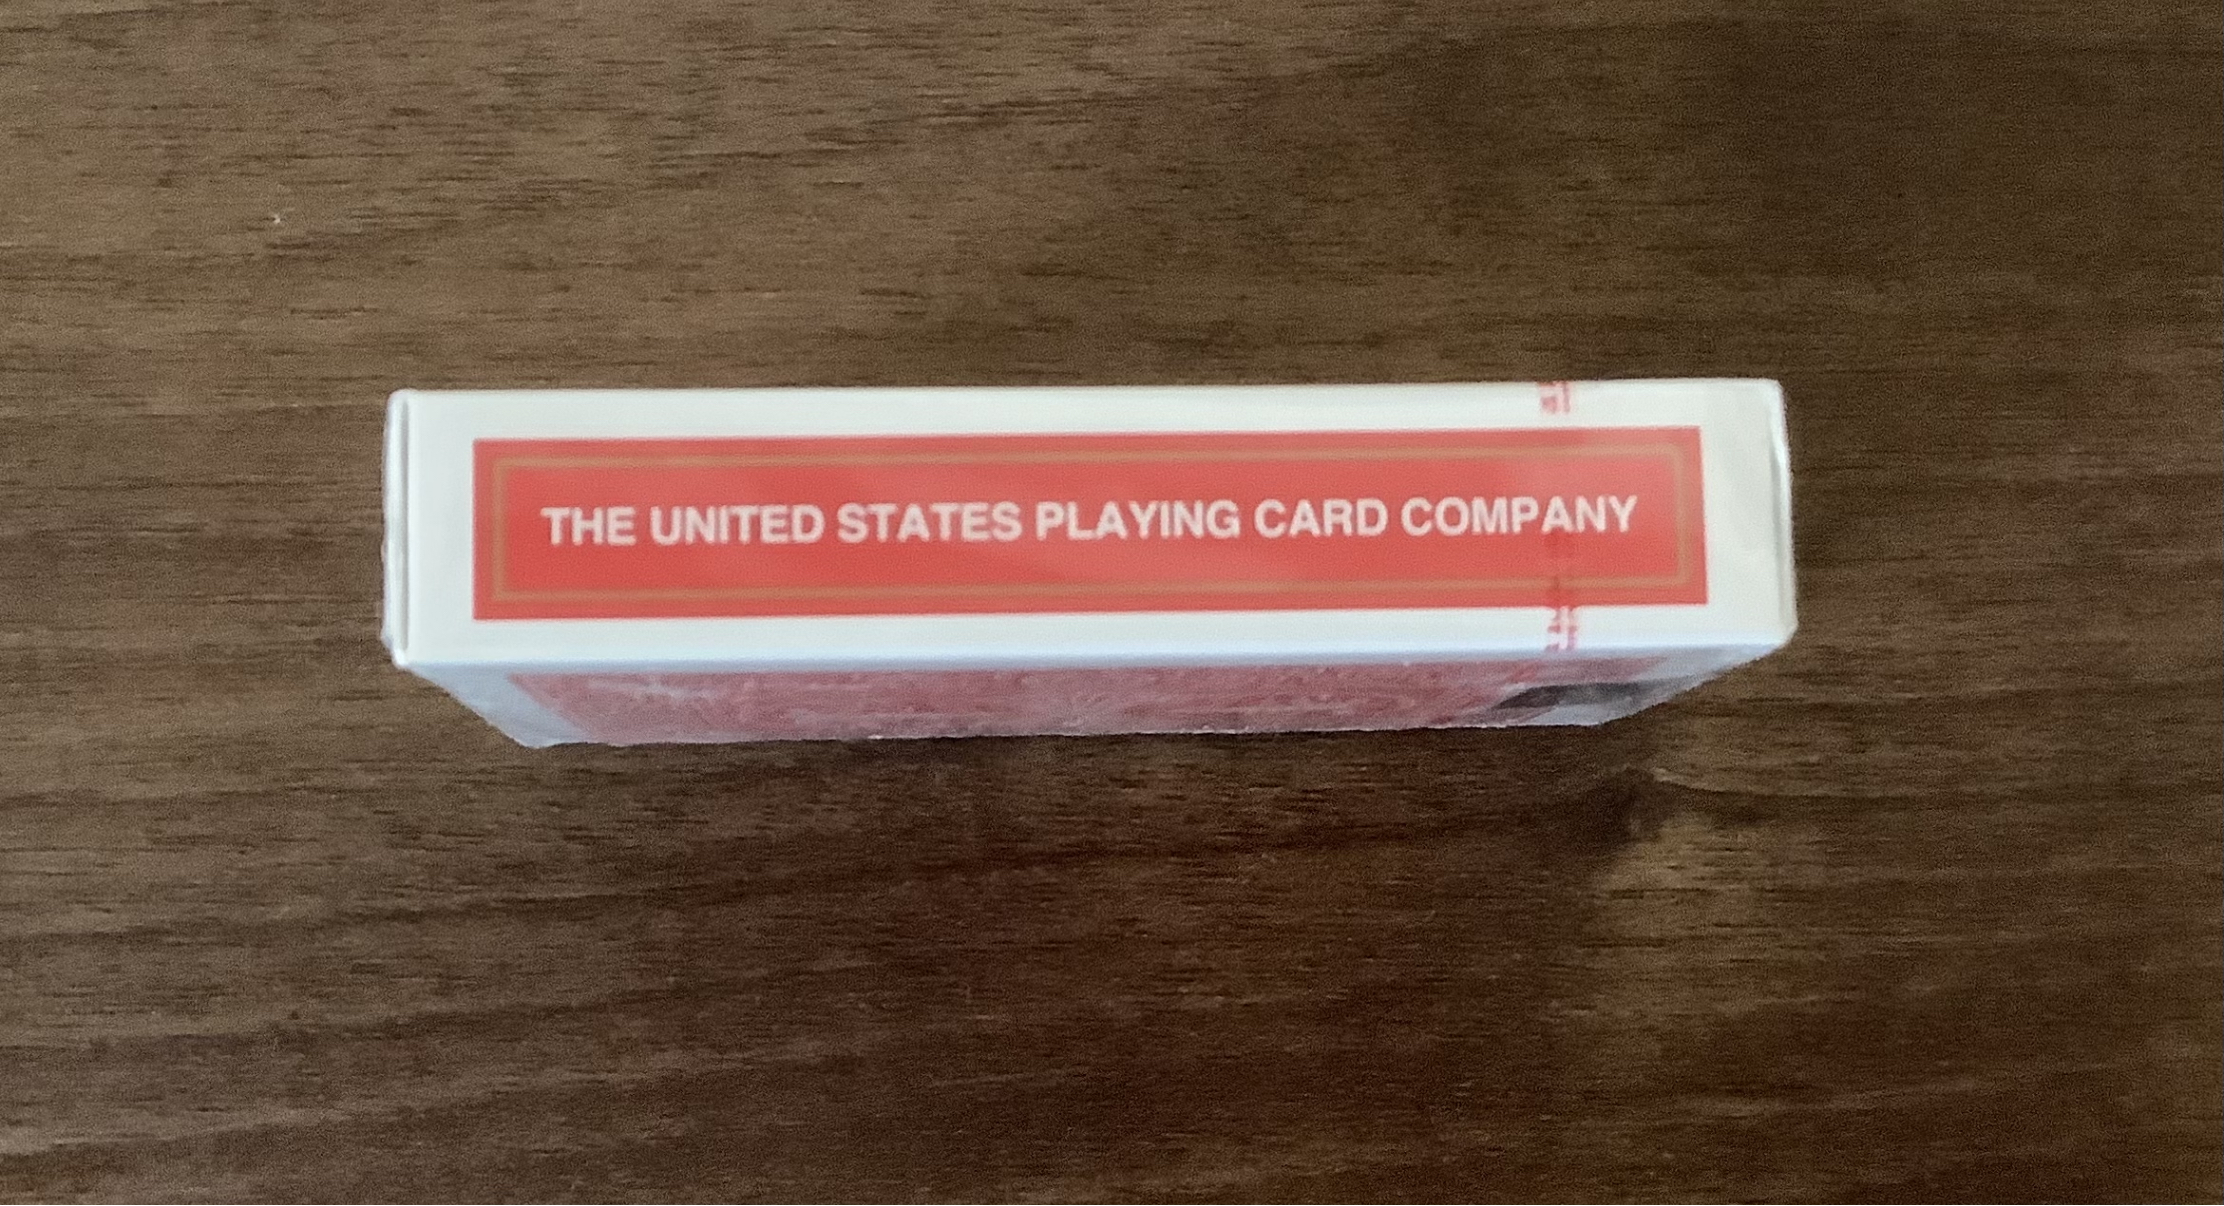 THE UNITED STATES PLAYING CARD COMPANY